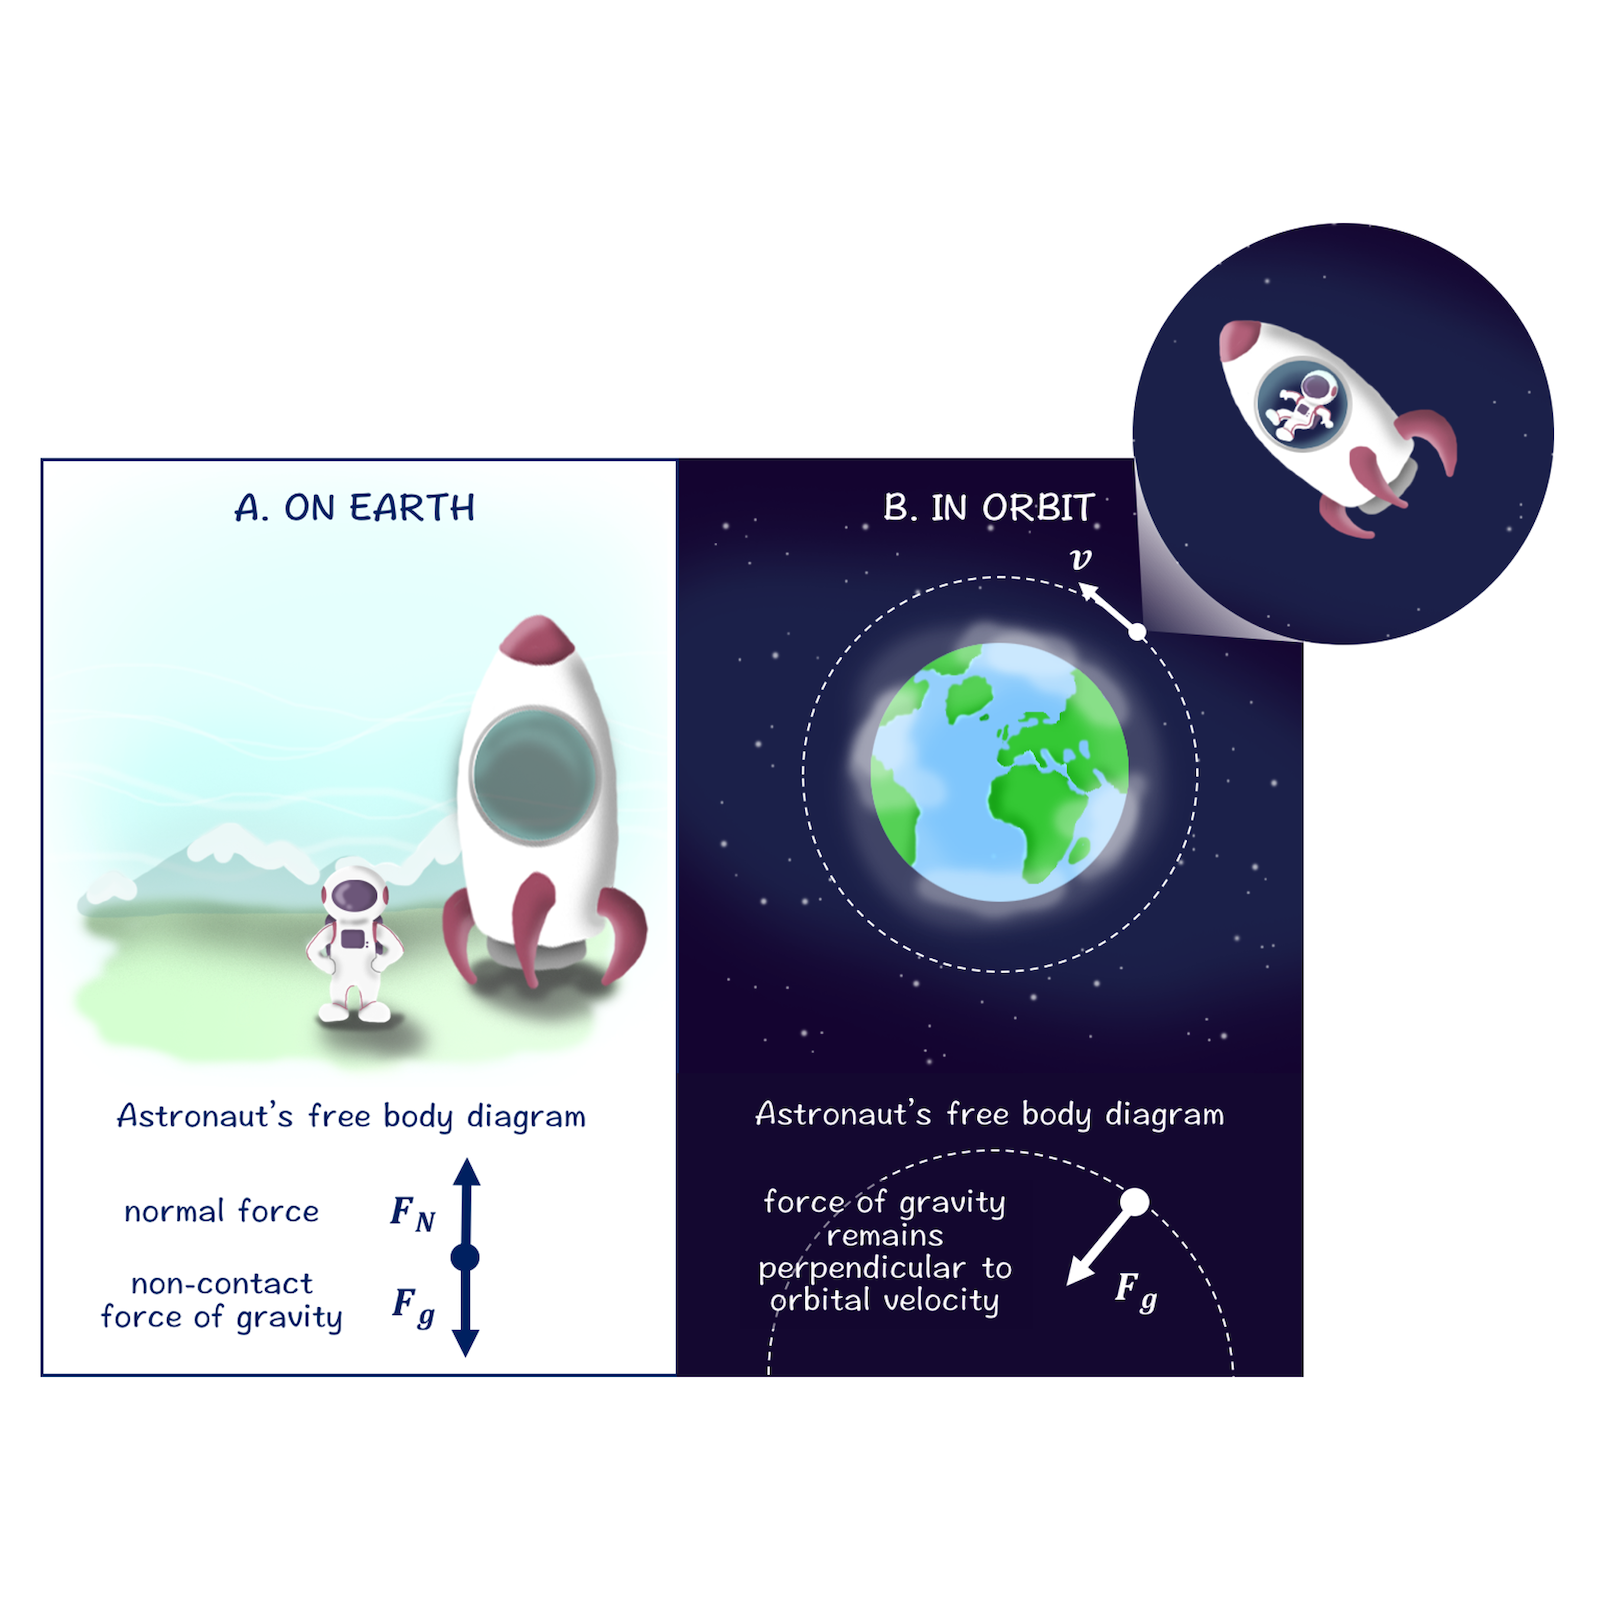 A. ON EARTH
Astronaut's free body diagram
normal force
F_N
non-contact
force of gravity
F_g
B. IN ORBIT
v
Astronaut's free body diagram
force of gravity
remains
perpendicular to
orbital velocity
F_g